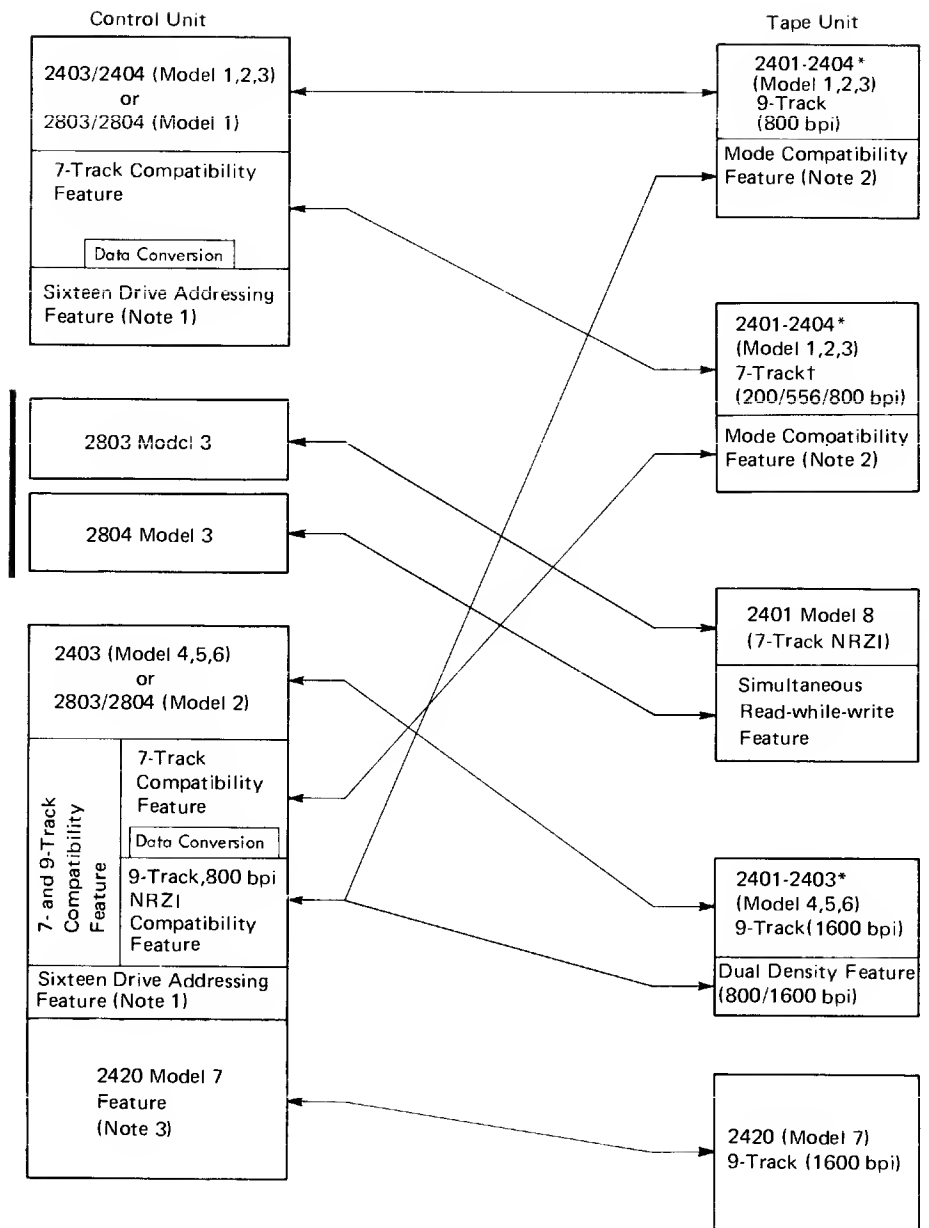 Control Unit
2403/2404 (Model 1,2,3)
or
2803/2804 (Model 1)
7-Track Compatibility
Feature
Data Conversion
Sixteen Drive Addressing
Feature (Note 1)
2803 Model 3
2804 Model 3
2403 (Model 4,5,6)
or
2803/2804 (Model 2)
7- and 9-Track
Compatibility
Feature
7-Track
Compatibility
Feature
Data Conversion
9-Track,800 bpi
NRZI
Compatibility
Feature
Sixteen Drive Addressing
Feature (Note 1)
2420 Model 7
Feature
(Note 3)
Tape Unit
2401-2404*
(Model 1,2,3)
9-Track
(800 bpi)
Mode Compatibility
Feature (Note 2)
2401-2404*
(Model 1,2,3)
7-Track†
(200/556/800 bpi)
Mode Compatibility
Feature (Note 2)
2401 Model 8
(7-Track NRZI)
Simultaneous
Read-while-write
Feature
2401-2403*
(Model 4,5,6)
9-Track(1600 bpi)
Dual Density Feature
(800/1600 bpi)
2420 (Model 7)
9-Track (1600 bpi)